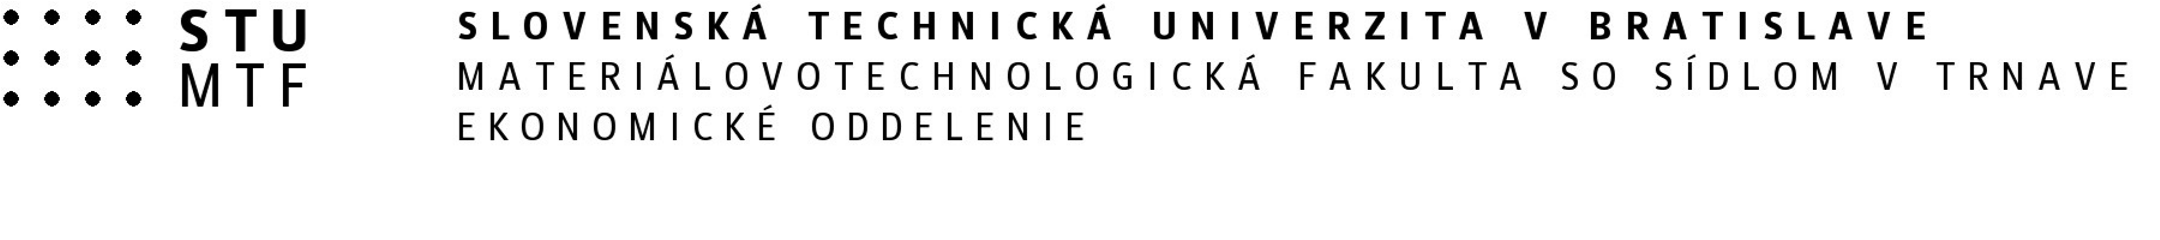 STU
MTF
SLOVENSKÁ TECHNICKÁ UNIVERZITA V BRATISLAVE
MATERIÁLOVOTECHNOLOGICKÁ FAKULTA SO SÍDLOM V TRNAVE
EKONOMICKÉ ODDELENIE